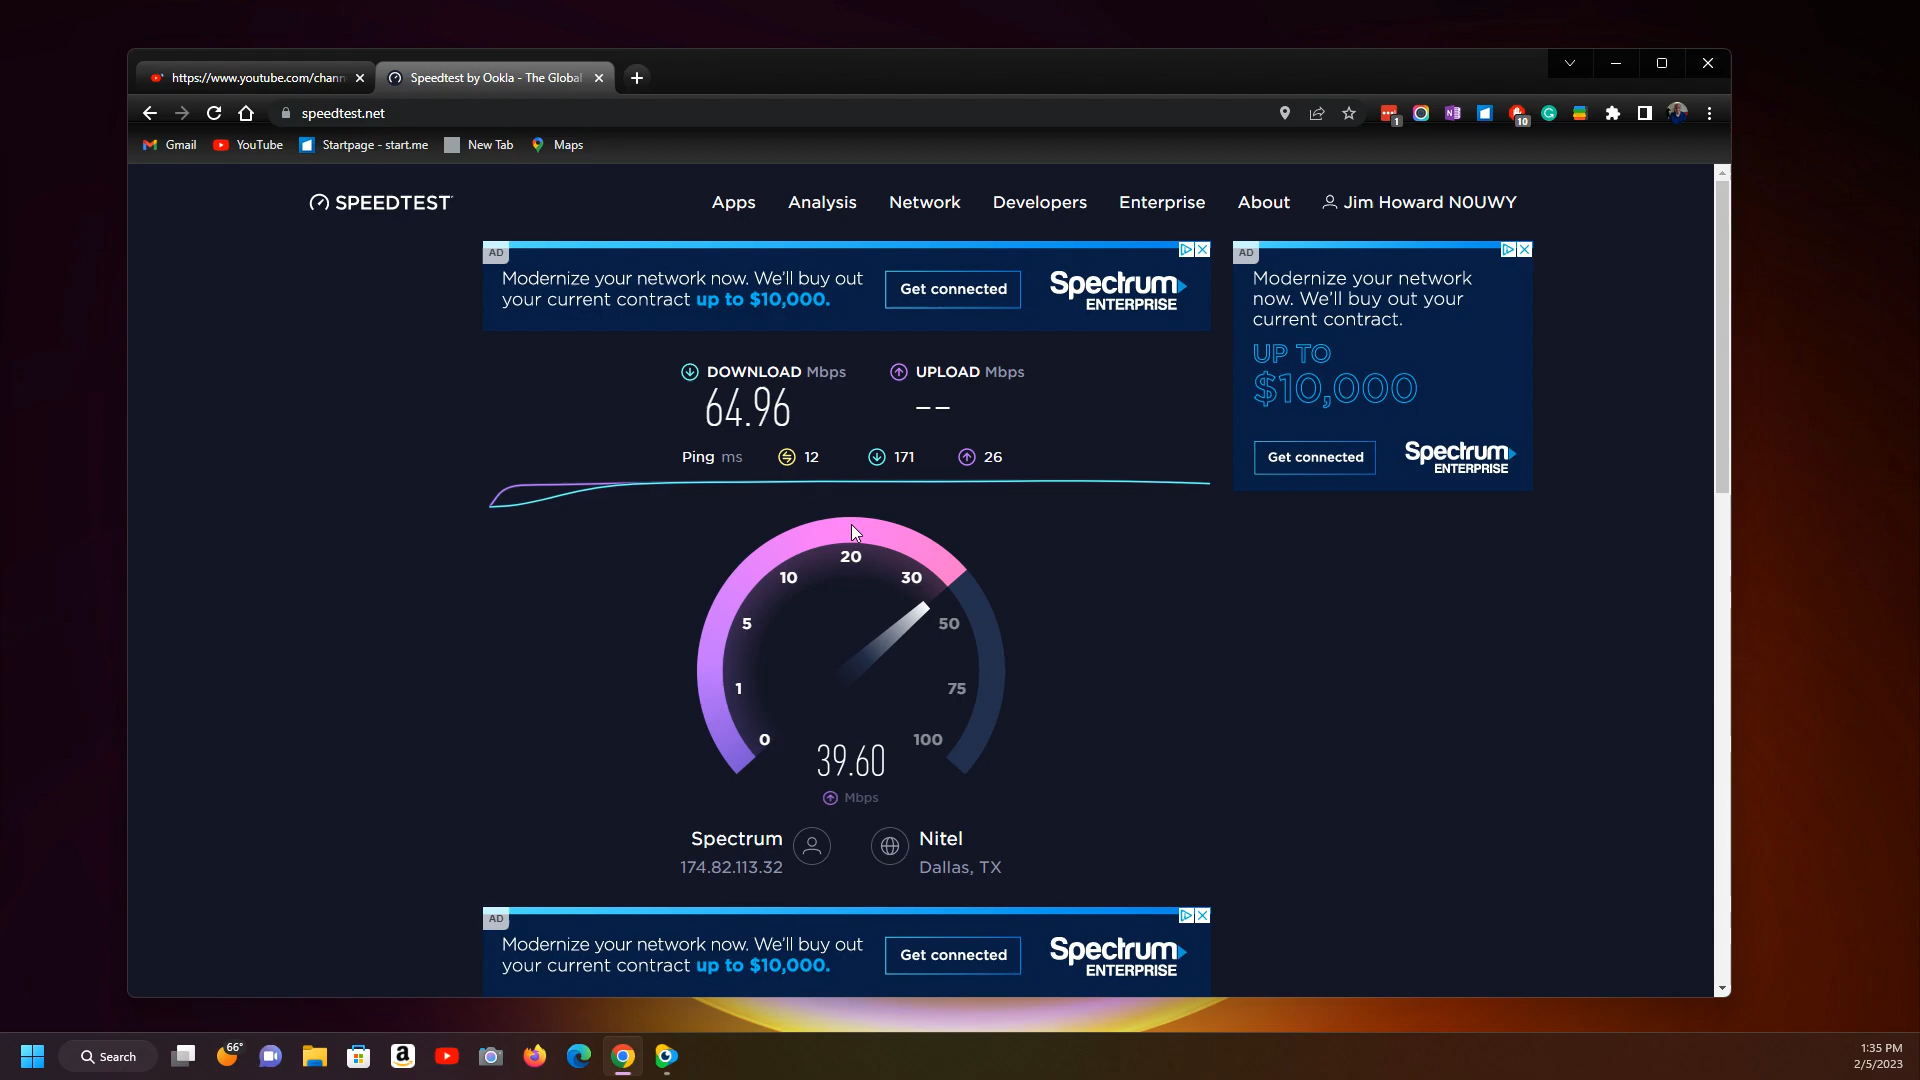 https://www.youtube.com/chann
Speedtest by Ookla - The Global
speedtest.net
1
10
Gmail
YouTube
Startpage - start.me
New Tab
Maps
SPEEDTEST
Apps
Analysis
Network
Developers
Enterprise
About
Jim Howard N0UWY
AD
Modernize your network now. We'll buy out
your current contract up to $10,000.
Get connected
Spectrum
ENTERPRISE
AD
Modernize your network
now. We'll buy out your
current contract.
UP TO
$10,000
Get connected
Spectrum
ENTERPRISE
DOWNLOAD Mbps
64.96
UPLOAD Mbps
– –
Ping ms
12
171
26
0
1
5
10
20
30
50
75
100
39.60
Mbps
Spectrum
174.82.113.32
Nitel
Dallas, TX
AD
Modernize your network now. We'll buy out
your current contract up to $10,000.
Get connected
Spectrum
ENTERPRISE
Search
66°
1:35 PM
2/5/2023